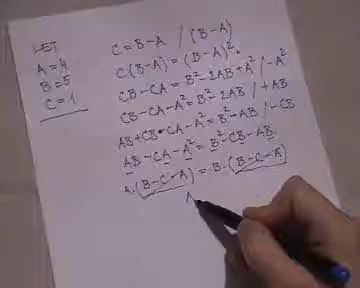 LET
A=4
B=5
C=1
C=B-A / (B-A)
C(B-A)=(B-A)².
CB-CA=B²-2AB+A² /-A²
CB-CA-A²=B²-2AB /+AB
AB+CB-CA-A²=B²-AB /-CB
AB-CA-A²=B²-CB-AB
A.(B-C-A)=B.(B-C-A)